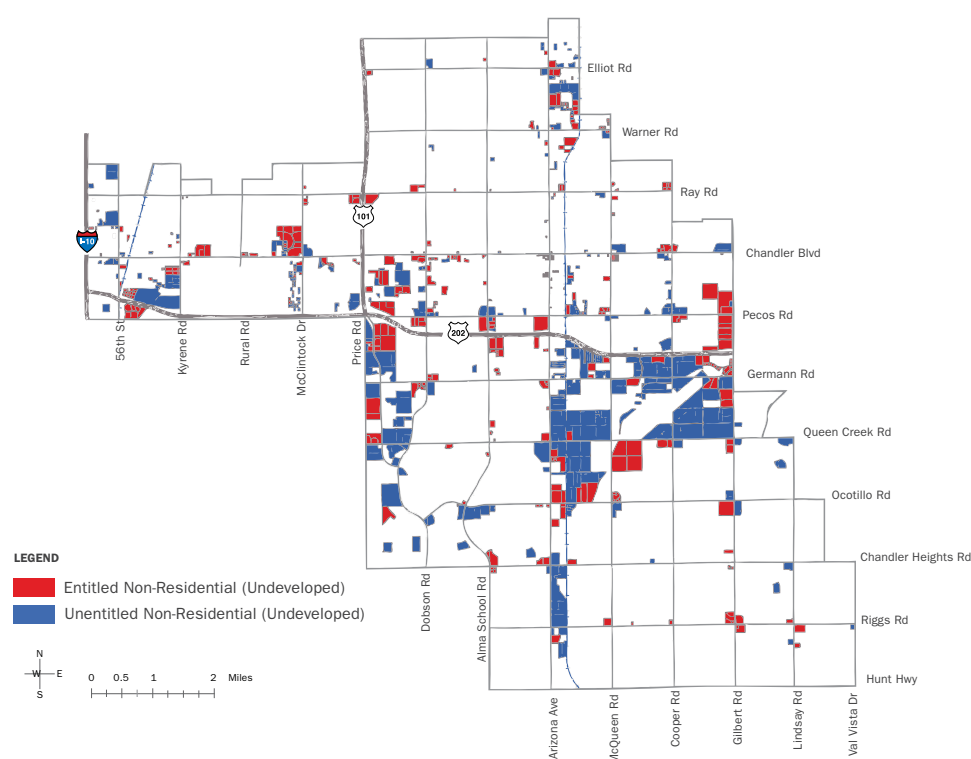 Elliot Rd
Warner Rd
Ray Rd
101
I-10
Chandler Blvd
Pecos Rd
202
56th St
Kyrene Rd
Rural Rd
McClintock Dr
Price Rd
Germann Rd
Queen Creek Rd
Ocotillo Rd
Chandler Heights Rd
LEGEND
Entitled Non-Residential (Undeveloped)
Unentitled Non-Residential (Undeveloped)
Dobson Rd
Alma School Rd
Riggs Rd
N
W E
S
0 0.5 1 2 Miles
Hunt Hwy
Arizona Ave
McQueen Rd
Cooper Rd
Gilbert Rd
Lindsay Rd
Val Vista Dr